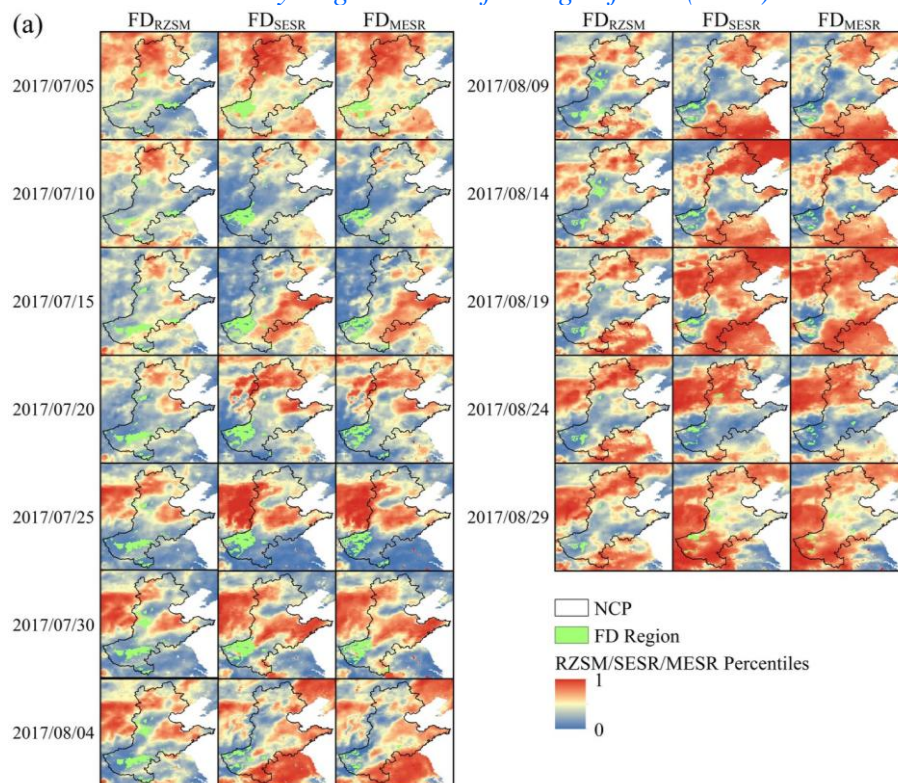 (a)
FDRZSM FDSESR FDMESR
2017/07/05
2017/07/10
2017/07/15
2017/07/20
2017/07/25
2017/07/30
2017/08/04
FDRZSM FDSESR FDMESR
2017/08/09
2017/08/14
2017/08/19
2017/08/24
2017/08/29
NCP
FD Region
RZSM/SESR/MESR Percentiles
1
0